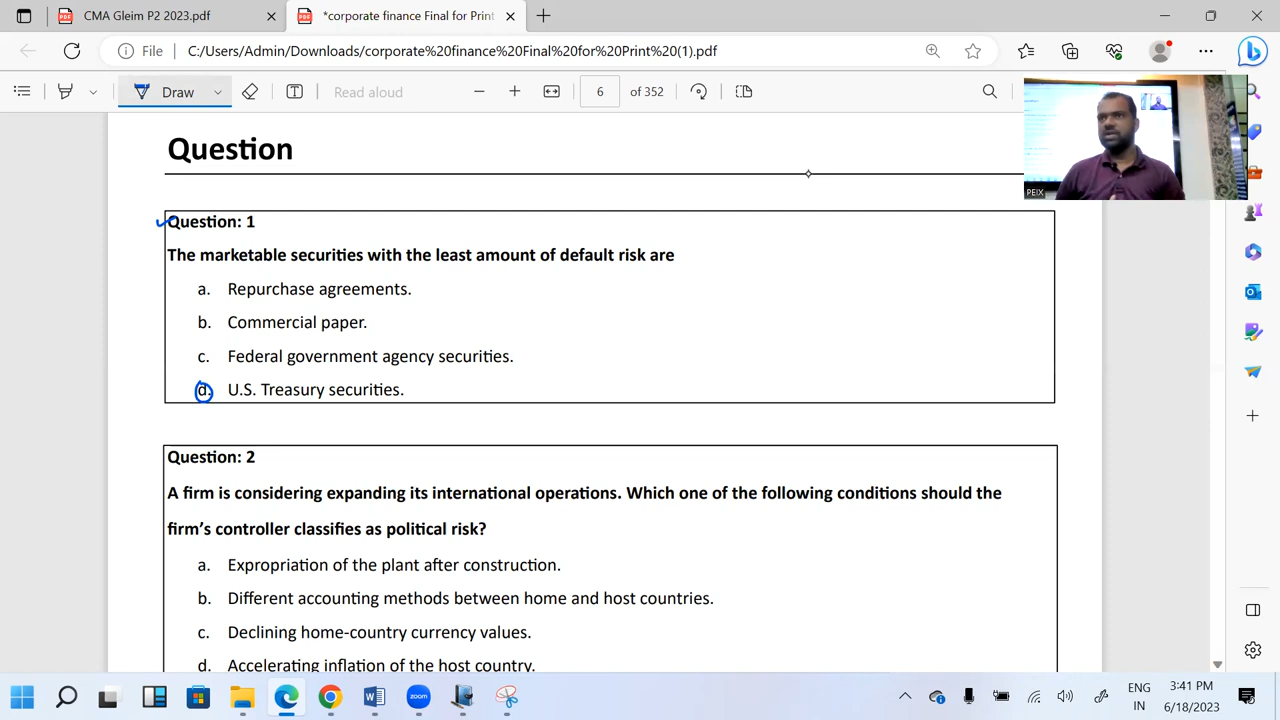 CMA Gleim P2 2023.pdf
*corporate finance Final for Print
File
C:/Users/Admin/Downloads/corporate%20finance%20Final%20for%20Print%20(1).pdf
Draw
Read aloud
6
of 352
PEIX
Question
Question: 1
The marketable securities with the least amount of default risk are
a. Repurchase agreements.
b. Commercial paper.
c. Federal government agency securities.
d. U.S. Treasury securities.
Question: 2
A firm is considering expanding its international operations. Which one of the following conditions should the
firm's controller classifies as political risk?
a. Expropriation of the plant after construction.
b. Different accounting methods between home and host countries.
c. Declining home-country currency values.
d. Accelerating inflation of the host country.
zoom
ENG
IN
3:41 PM
6/18/2023